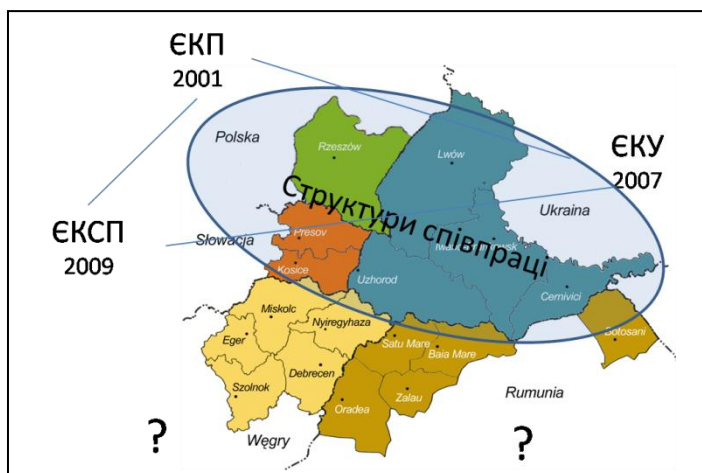 ЄКП
2001
Polska
Rzeszów
Lwów
ЄКУ
2007
Структури співпраці
Ukraina
ЄКСП
2009
Słowacja
Presov
Kosice
Uzhorod
Cernivici
Miskolc
Nyiregyhaza
Botosani
Eger
Satu Mare
Baia Mare
Debrecen
Szolnok
Zalau
Rumunia
Oradea
?
Węgry
?